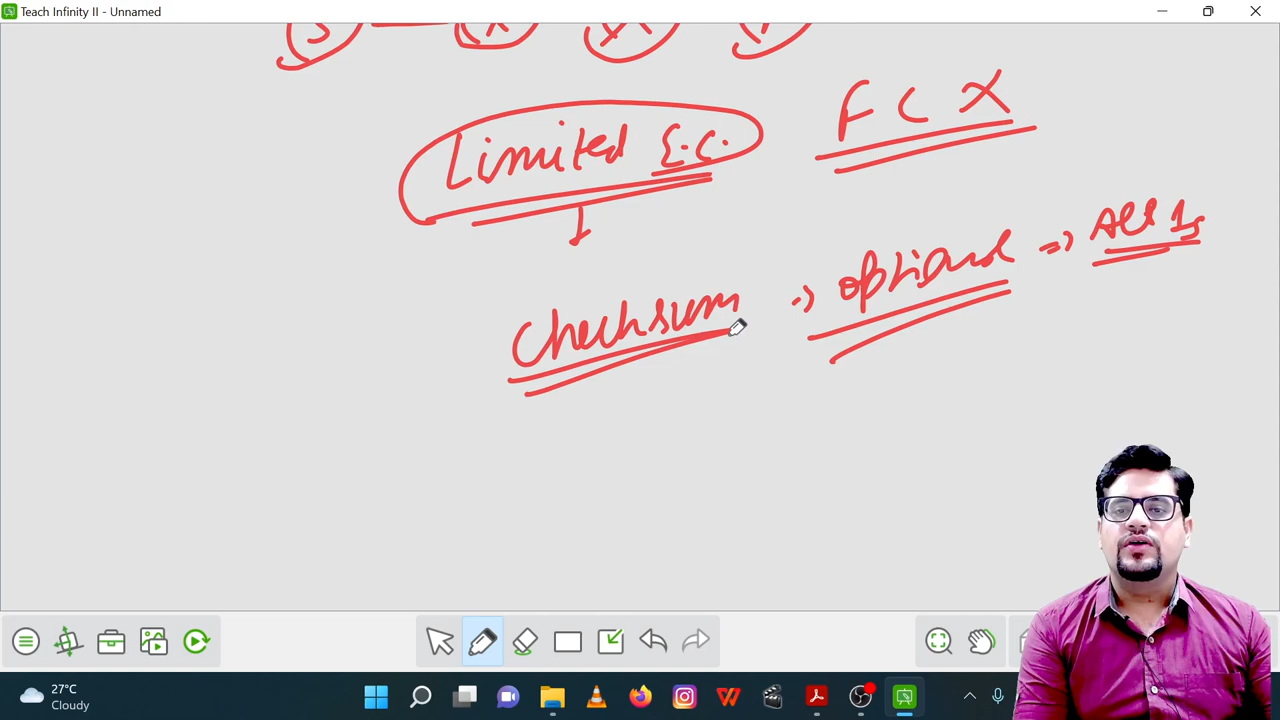 Teach Infinity II - Unnamed
F C X
Limited E.C.
Checksum => optional => All 1s
27°C
Cloudy